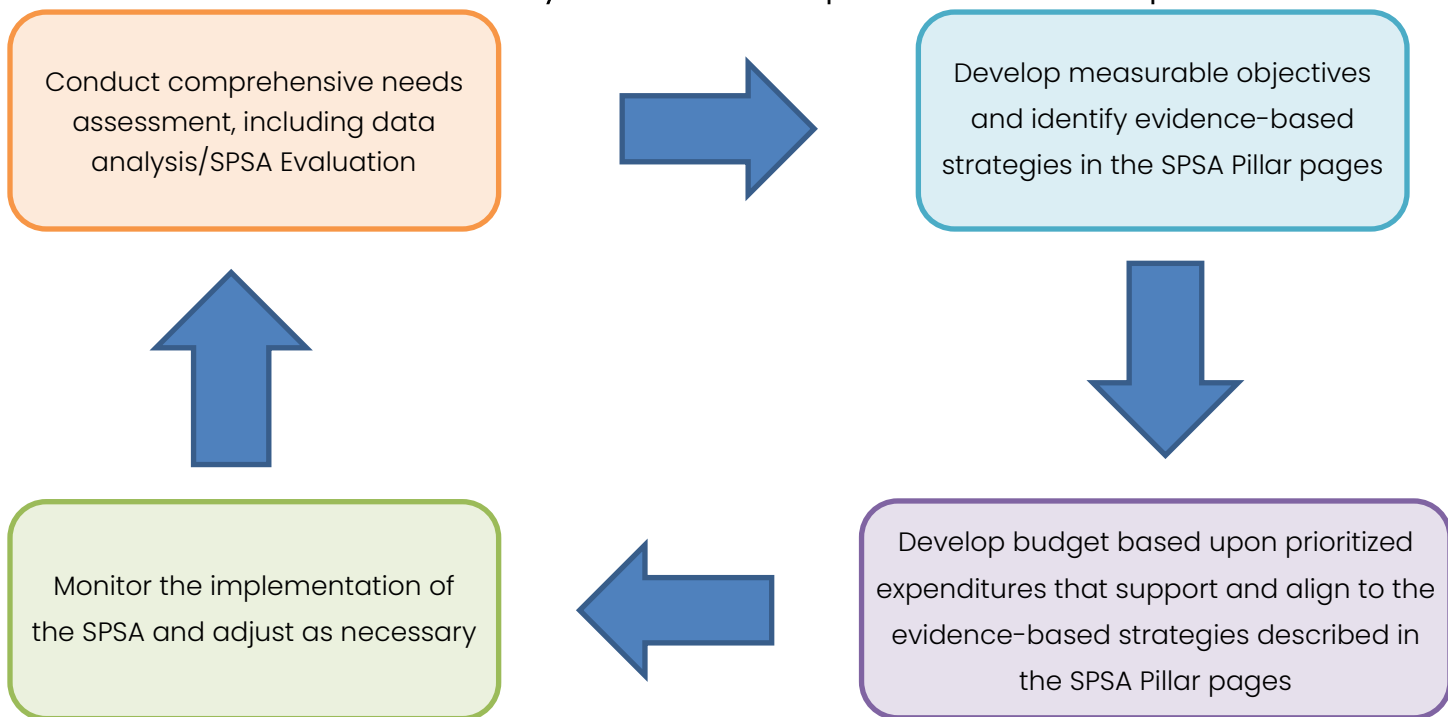 Conduct comprehensive needs
assessment, including data
analysis/SPSA Evaluation
Develop measurable objectives
and identify evidence-based
strategies in the SPSA Pillar pages
Develop budget based upon prioritized
expenditures that support and align to the
evidence-based strategies described in
the SPSA Pillar pages
Monitor the implementation of
the SPSA and adjust as necessary